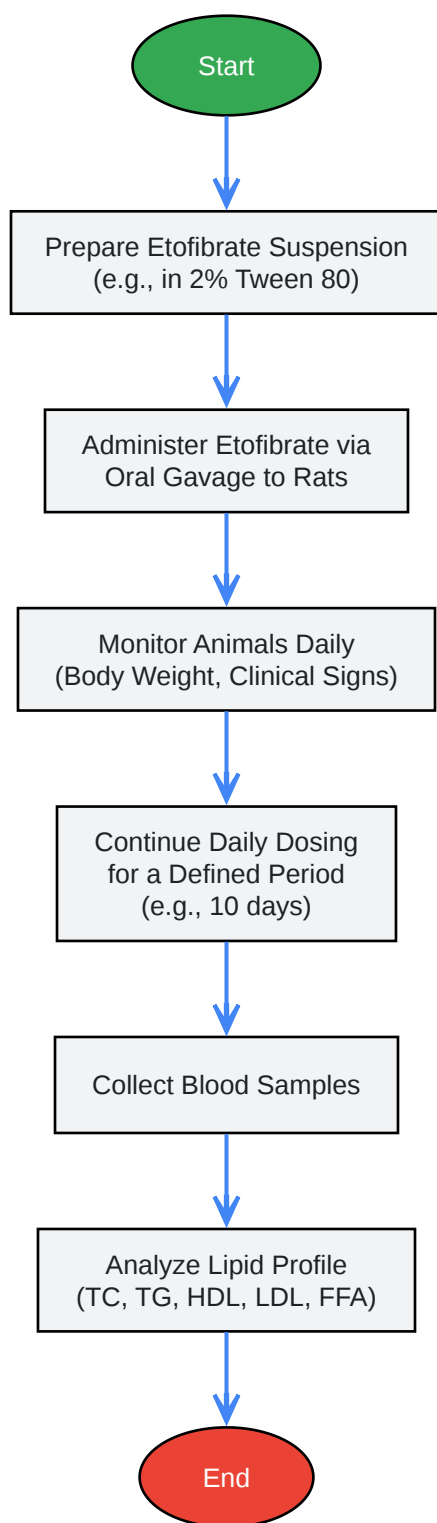 Start
Prepare Etofibrate Suspension
(e.g., in 2% Tween 80)
Administer Etofibrate via
Oral Gavage to Rats
Monitor Animals Daily
(Body Weight, Clinical Signs)
Continue Daily Dosing
for a Defined Period
(e.g., 10 days)
Collect Blood Samples
Analyze Lipid Profile
(TC, TG, HDL, LDL, FFA)
End